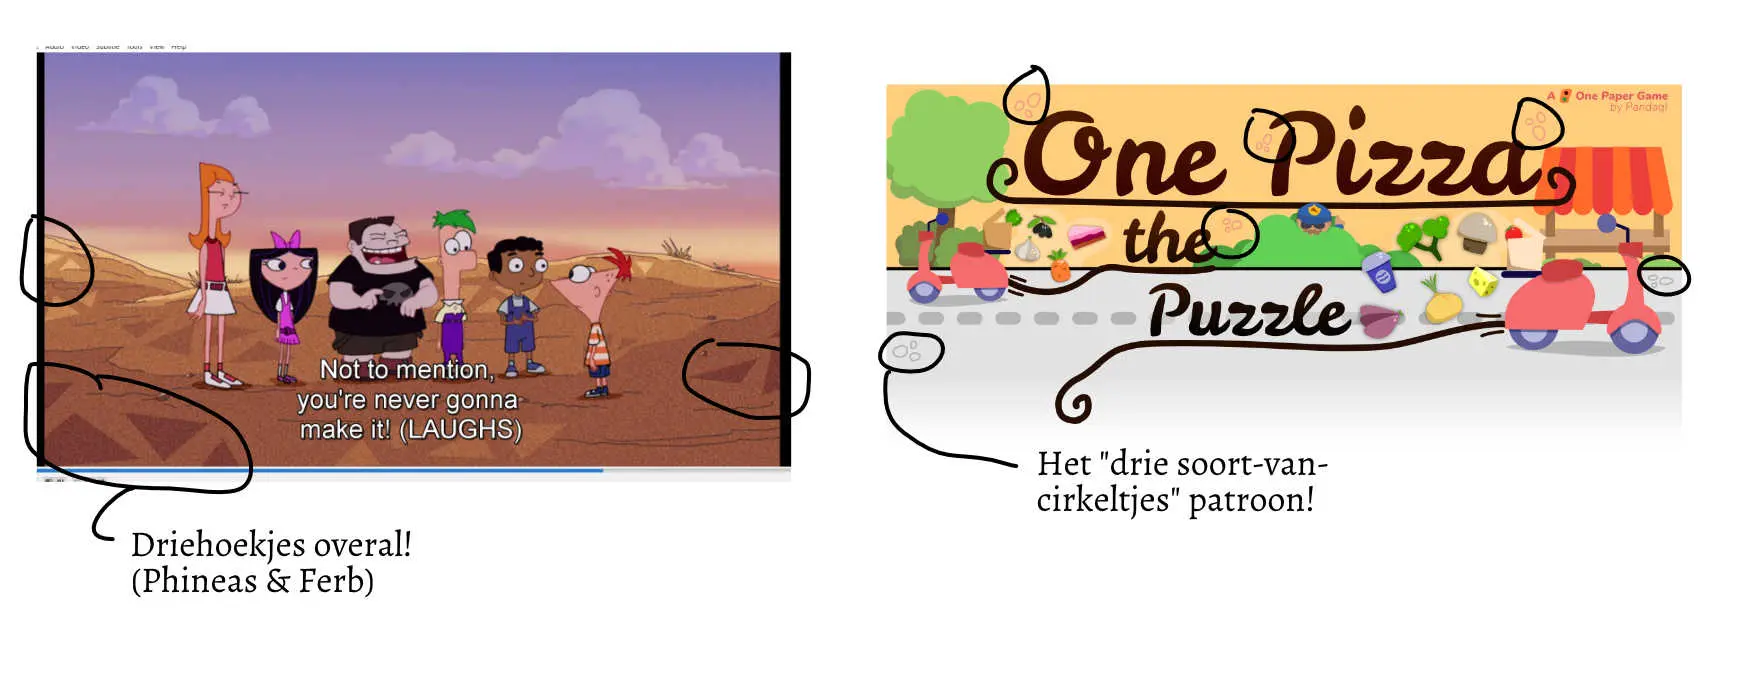 Audio Video Subtitle Tools View Help
Not to mention,
you're never gonna
make it! (LAUGHS)
Driehoekjes overal!
(Phineas & Ferb)
A One Paper Game
by Pandaqi
One Pizza
the
Puzzle
Het "drie soort-van-
cirkeltjes" patroon!